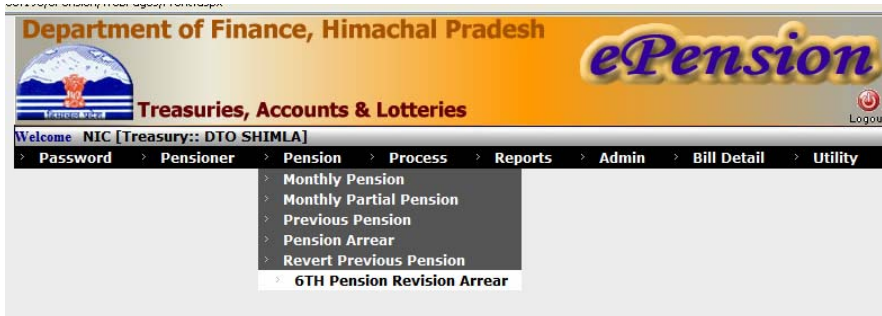 Department of Finance, Himachal Pradesh
ePension
Treasuries, Accounts & Lotteries
Logou
Welcome NIC [Treasury:: DTO SHIMLA]
Password Pensioner Pension Process Reports Admin Bill Detail Utility
Monthly Pension
Monthly Partial Pension
Previous Pension
Pension Arrear
Revert Previous Pension
6TH Pension Revision Arrear